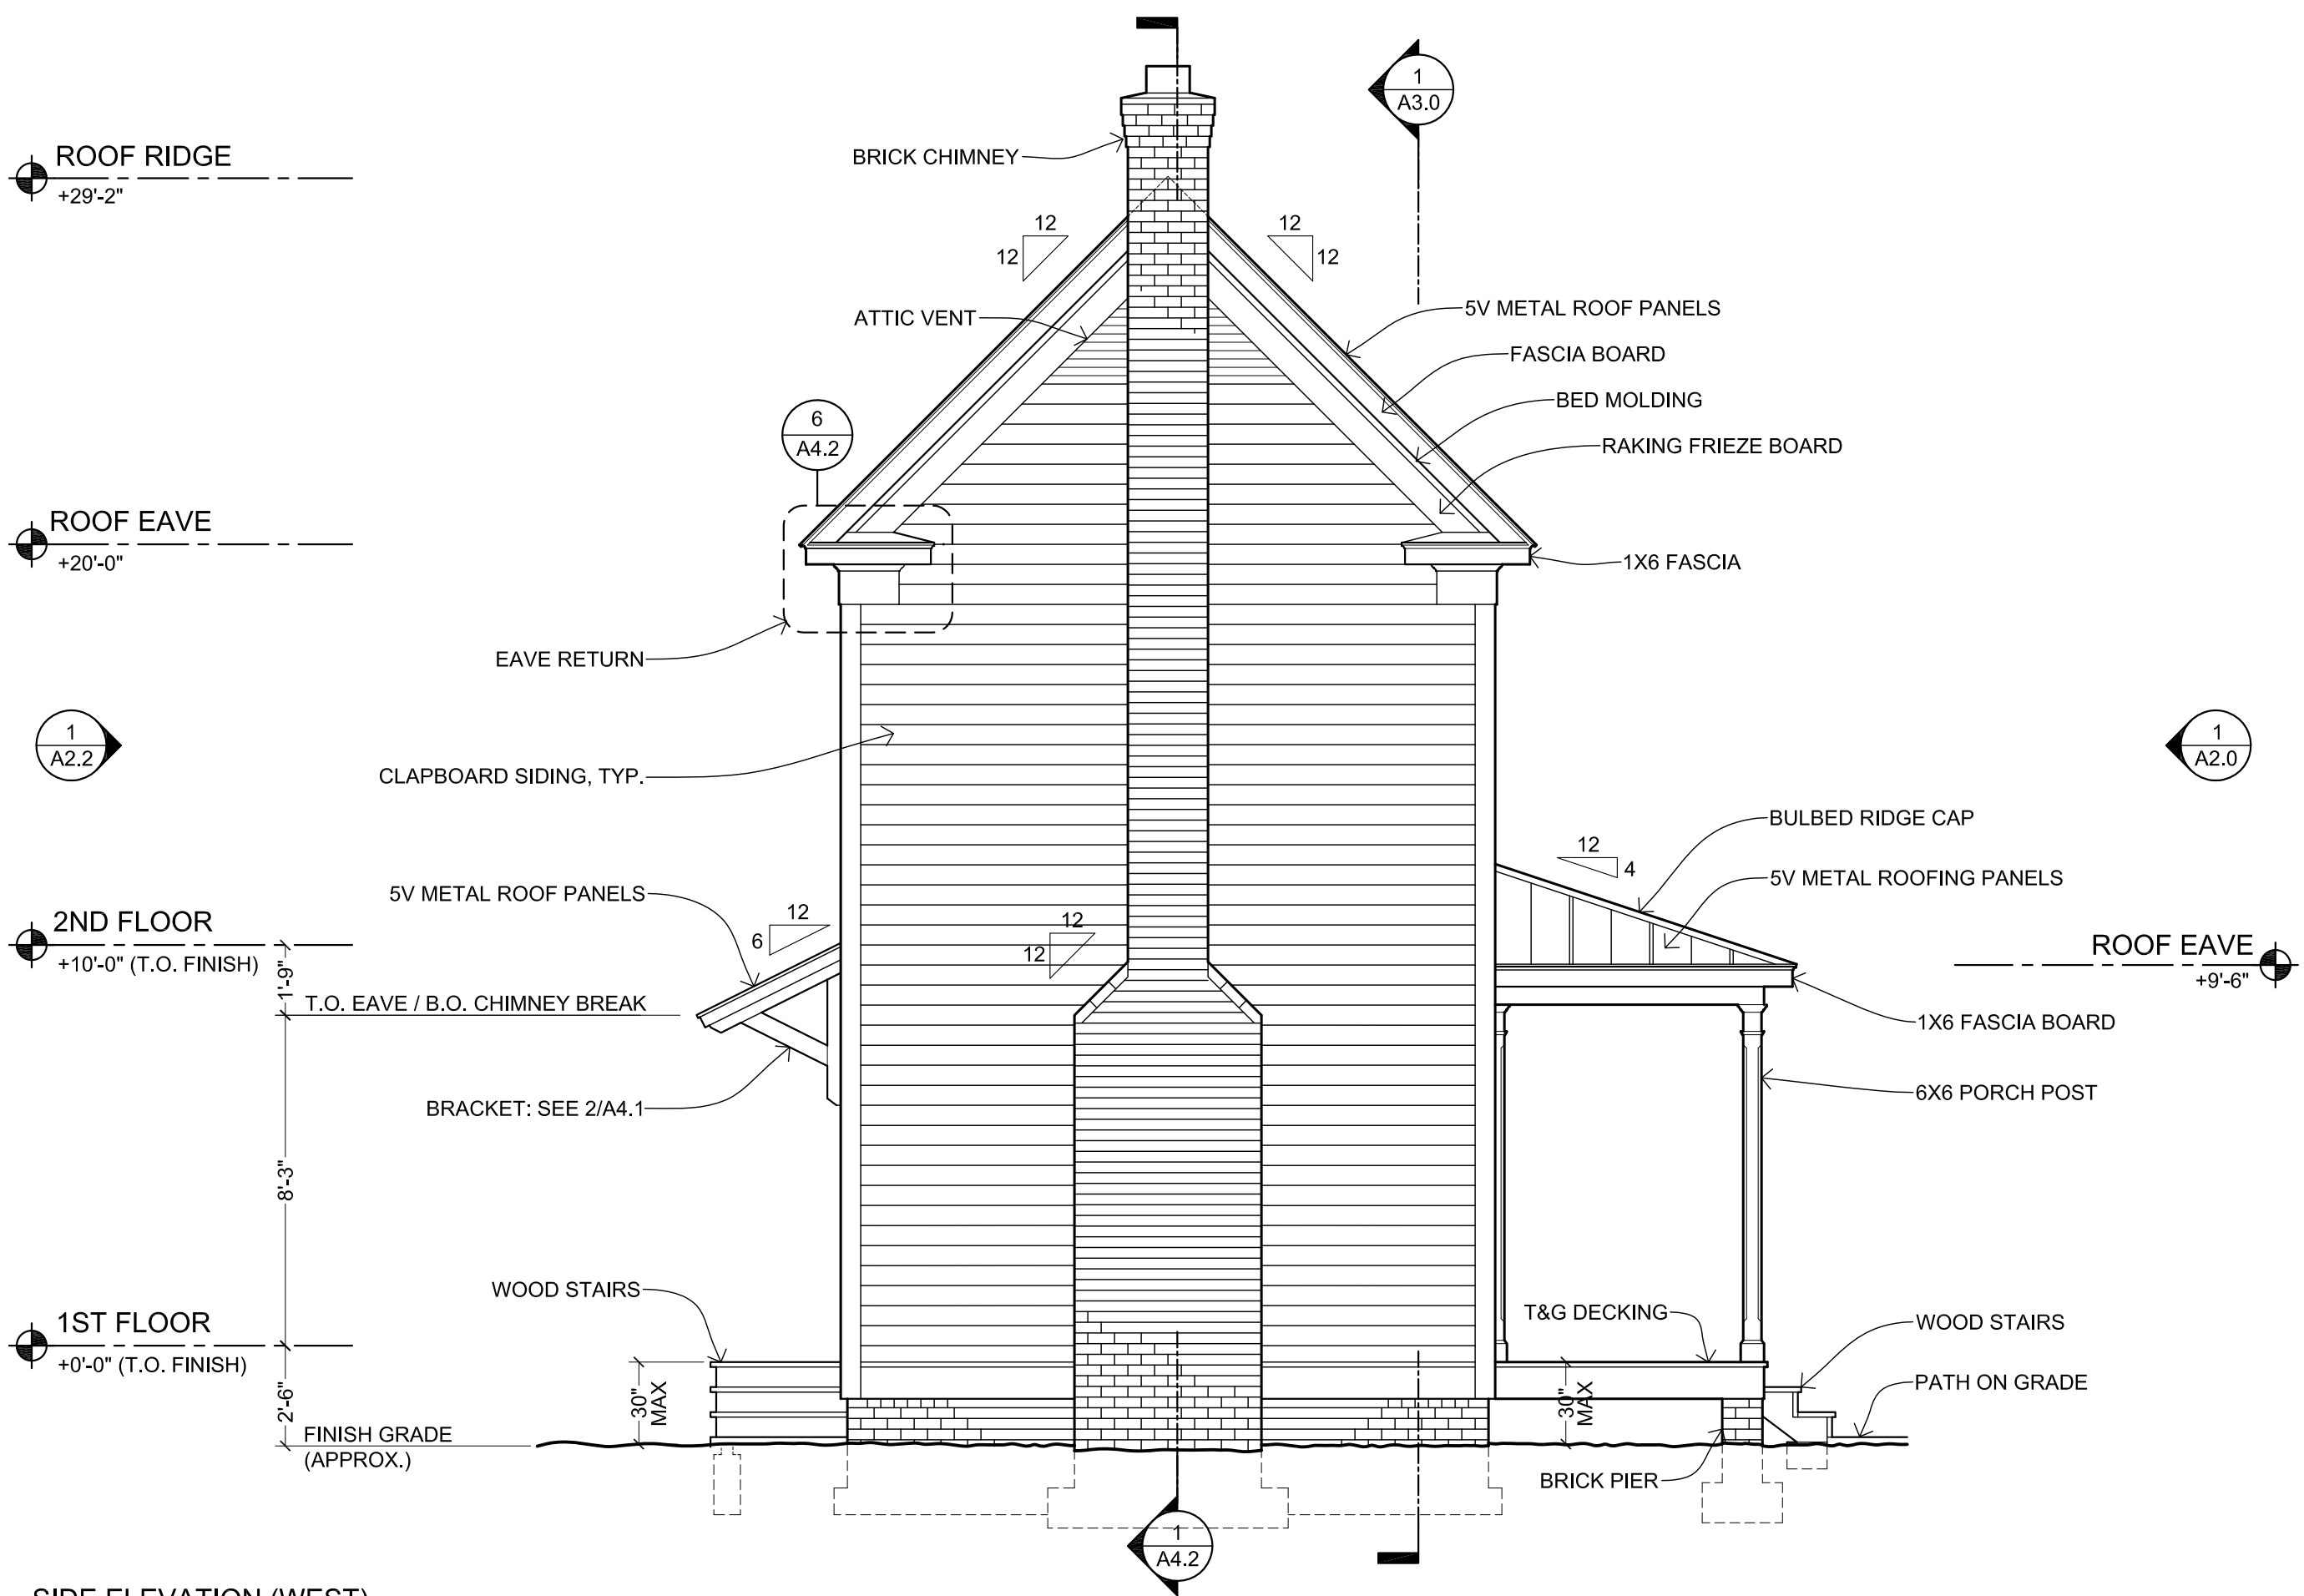 1
A3.0
ROOF RIDGE
+29'-2"
BRICK CHIMNEY
12
12
12
12
ATTIC VENT
5V METAL ROOF PANELS
FASCIA BOARD
BED MOLDING
RAKING FRIEZE BOARD
6
A4.2
ROOF EAVE
+20'-0"
1X6 FASCIA
EAVE RETURN
1
A2.2
1
A2.0
CLAPBOARD SIDING, TYP.
BULBED RIDGE CAP
12
4
5V METAL ROOFING PANELS
5V METAL ROOF PANELS
12
6
12
12
2ND FLOOR
+10'-0" (T.O. FINISH)
1'-9"
ROOF EAVE
+9'-6"
T.O. EAVE / B.O. CHIMNEY BREAK
1X6 FASCIA BOARD
6X6 PORCH POST
BRACKET: SEE 2/A4.1
8'-3"
WOOD STAIRS
T&G DECKING
WOOD STAIRS
1ST FLOOR
+0'-0" (T.O. FINISH)
2'-6"
30"
MAX
30"
MAX
PATH ON GRADE
FINISH GRADE
(APPROX.)
BRICK PIER
1
A4.2
SIDE ELEVATION (WEST)